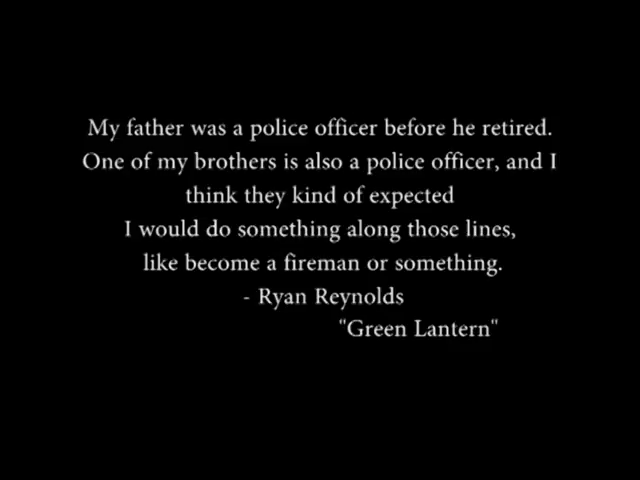 My father was a police officer before he retired.
One of my brothers is also a police officer, and I
think they kind of expected
I would do something along those lines,
like become a fireman or something.
- Ryan Reynolds
"Green Lantern"